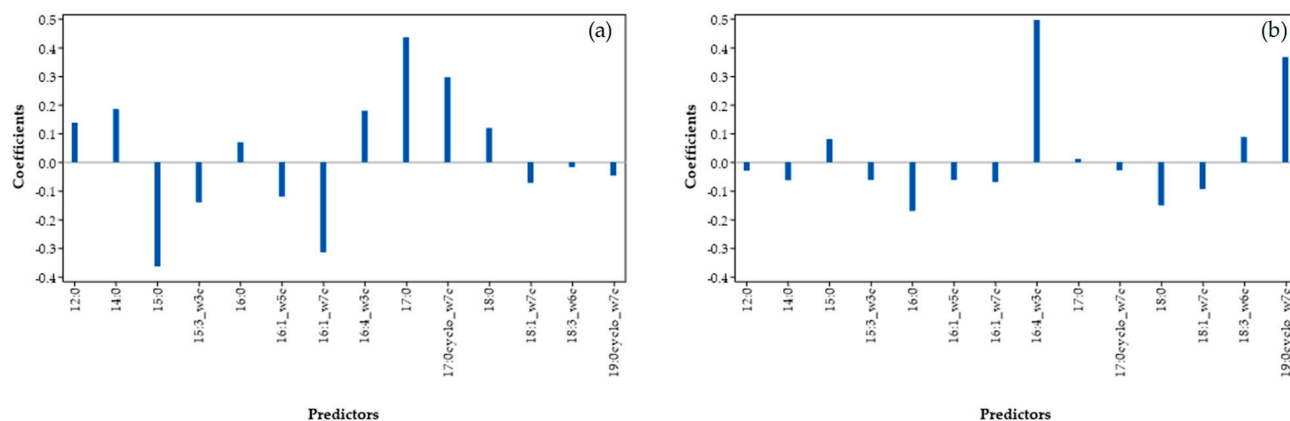 (a)
0.5
0.4
0.3
0.2
0.1
0.0
-0.1
-0.2
-0.3
-0.4
Coefficients
12:0
14:0
15:0
15:3_w3c
16:0
16:1_w5c
16:1_w7c
16:4_w3c
17:0
17:0cyclo_w7c
18:0
18:1_w7c
18:3_w6c
19:0cyclo_w7c
Predictors
(b)
0.5
0.4
0.3
0.2
0.1
0.0
-0.1
-0.2
-0.3
-0.4
Coefficients
12:0
14:0
15:0
15:3_w3c
16:0
16:1_w5c
16:1_w7c
16:4_w3c
17:0
17:0cyclo_w7c
18:0
18:1_w7c
18:3_w6c
19:0cyclo_w7c
Predictors